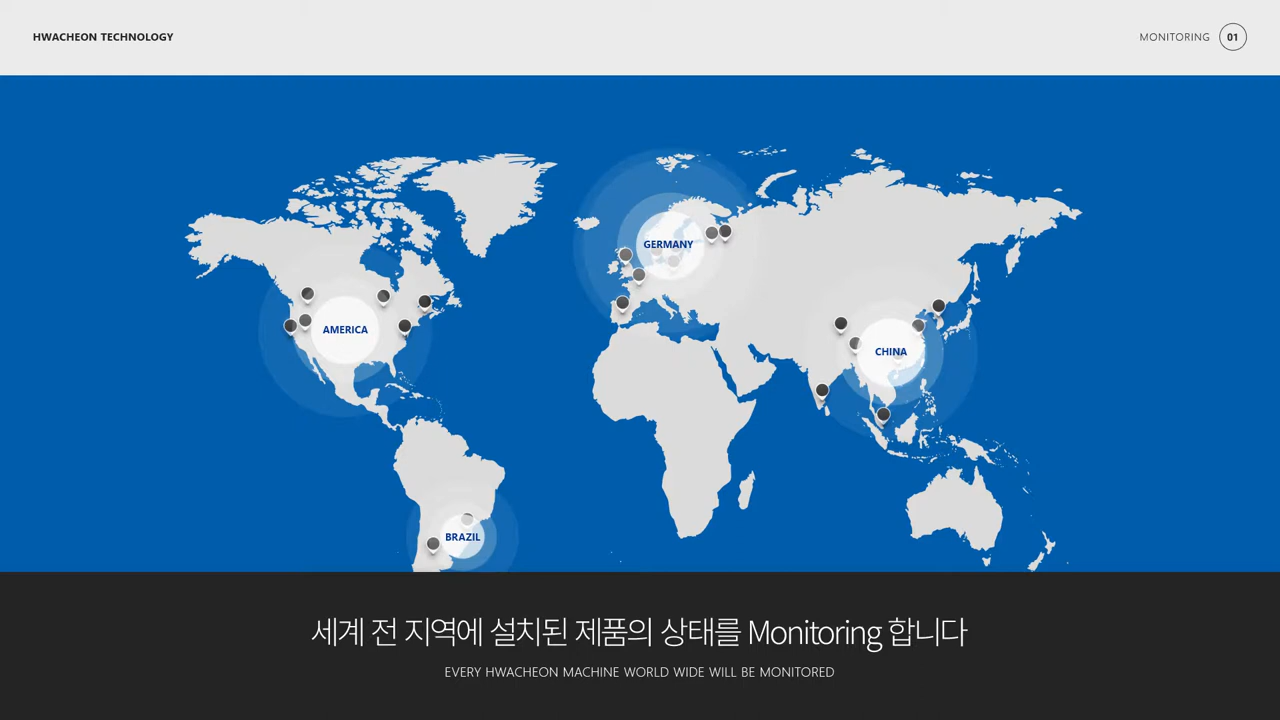 HWACHEON TECHNOLOGY
MONITORING 01
GERMANY
AMERICA
CHINA
BRAZIL
세계 전 지역에 설치된 제품의 상태를 Monitoring 합니다
EVERY HWACHEON MACHINE WORLD WIDE WILL BE MONITORED